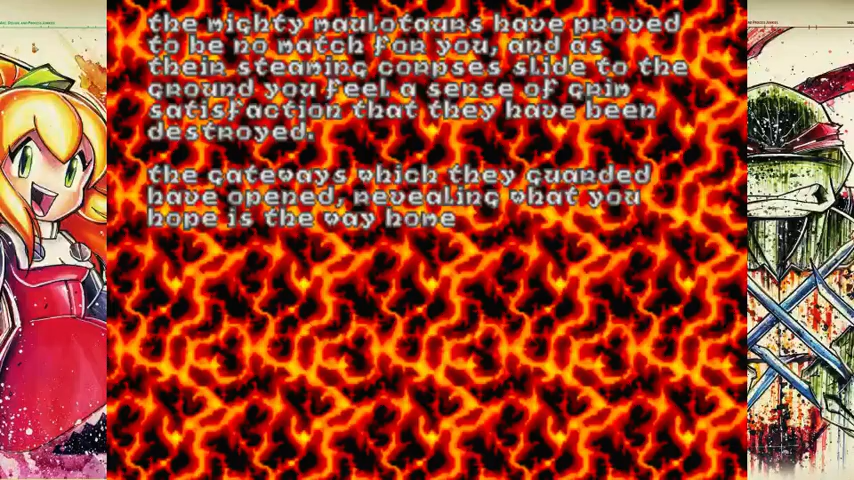 the mighty maulotaurs have proved
to be no match for you, and as
their steaming corpses slide to the
ground you feel a sense of grim
satisfaction that they have been
destroyed.
the gateways which they guarded
have opened, revealing what you
hope is the way home